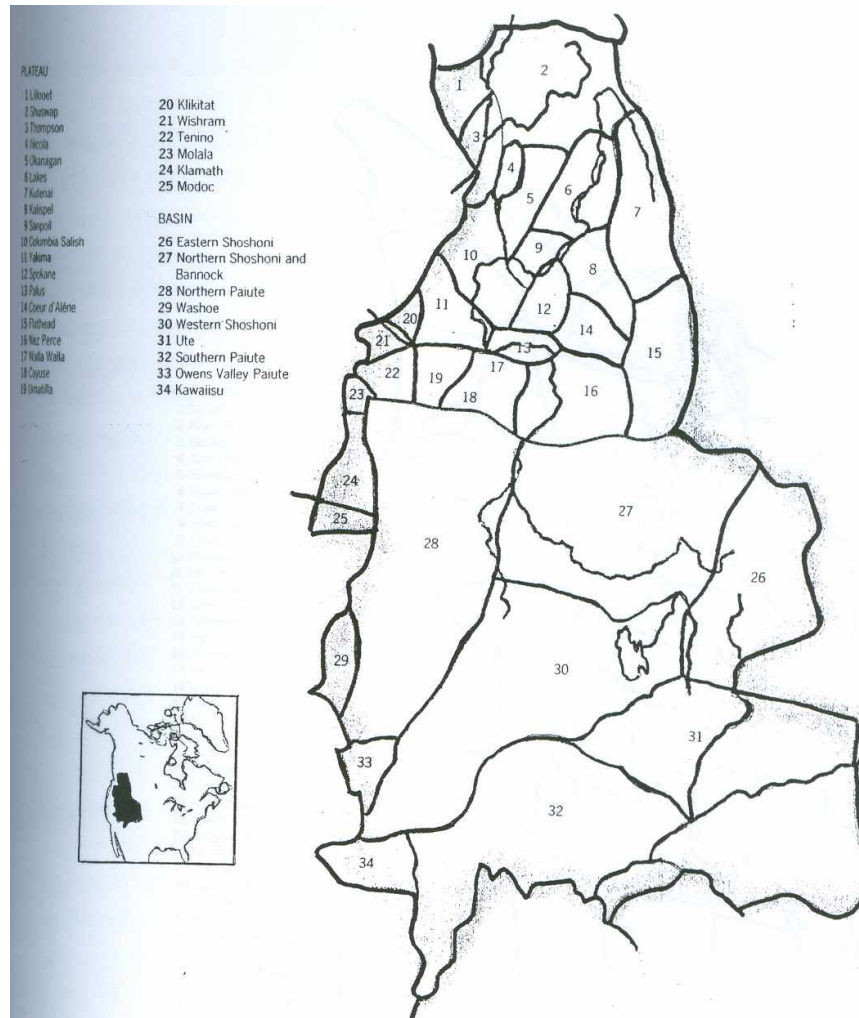 PLATEAU
1 Lillooet
2 Shuswap
3 Thompson
4 Nicola
5 Okanagan
6 Lakes
7 Kutenai
8 Kalispel
9 Sanpoil
10 Columbia Salish
11 Yakima
12 Spokane
13 Palus
14 Coeur d'Alène
15 Flathead
16 Nez Perce
17 Walla Walla
18 Cayuse
19 Umatilla
20 Klikitat
21 Wishram
22 Tenino
23 Molala
24 Klamath
25 Modoc
BASIN
26 Eastern Shoshoni
27 Northern Shoshoni and
Bannock
28 Northern Paiute
29 Washoe
30 Western Shoshoni
31 Ute
32 Southern Paiute
33 Owens Valley Paiute
34 Kawaiisu
1
2
3
4
5
6
7
8
9
10
11
12
13
14
15
16
17
18
19
20
21
22
23
24
25
26
27
28
29
30
31
32
33
34